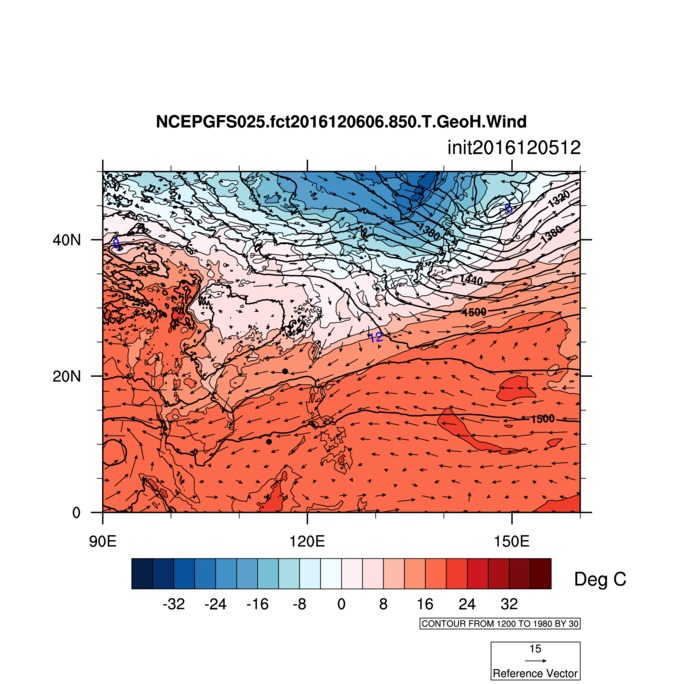 NCEPGFS025.fct2016120606.850.T.GeoH.Wind
init2016120512
1320
1380
1380
1440
1500
12
1500
40N
20N
0
90E 120E 150E
Deg C
-32 -24 -16 -8 0 8 16 24 32
CONTOUR FROM 1200 TO 1980 BY 30
15
Reference Vector